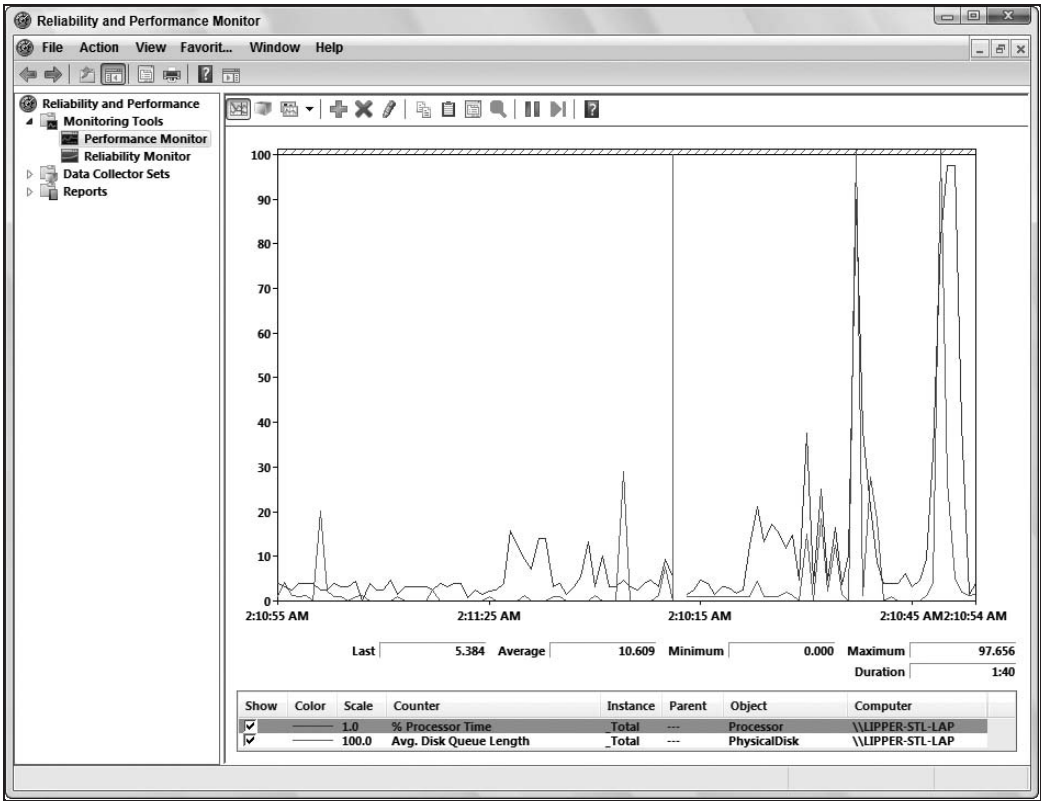 Reliability and Performance Monitor
File Action View Favorit... Window Help
Reliability and Performance
Monitoring Tools
Performance Monitor
Reliability Monitor
Data Collector Sets
Reports
100
90
80
70
60
50
40
30
20
10
0
2:10:55 AM 2:11:25 AM 2:10:15 AM 2:10:45 AM 2:10:54 AM
Last 5.384 Average 10.609 Minimum 0.000 Maximum 97.656
Duration 1:40
Show Color Scale Counter Instance Parent Object Computer
1.0 % Processor Time _Total --- Processor \\LIPPER-STL-LAP
100.0 Avg. Disk Queue Length _Total --- PhysicalDisk \\LIPPER-STL-LAP